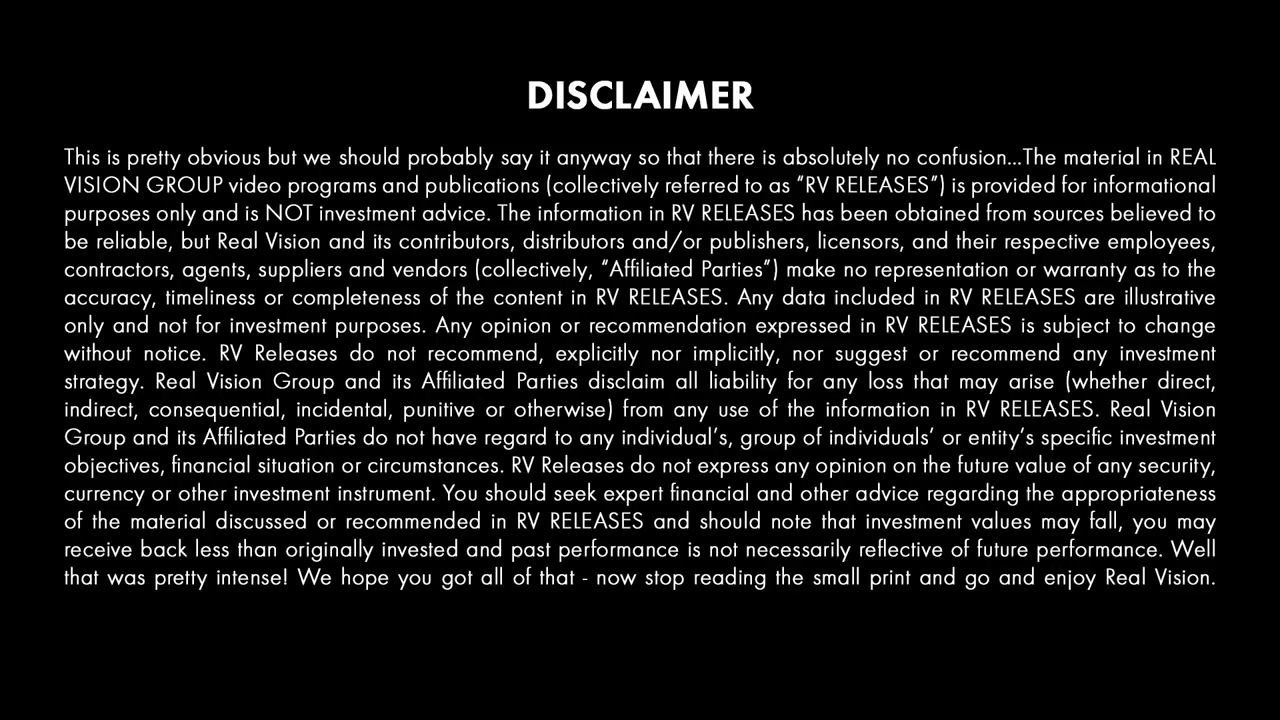 DISCLAIMER
This is pretty obvious but we should probably say it anyway so that there is absolutely no confusion...The material in REAL
VISION GROUP video programs and publications (collectively referred to as “RV RELEASES”) is provided for informational
purposes only and is NOT investment advice. The information in RV RELEASES has been obtained from sources believed to
be reliable, but Real Vision and its contributors, distributors and/or publishers, licensors, and their respective employees,
contractors, agents, suppliers and vendors (collectively, “Affiliated Parties”) make no representation or warranty as to the
accuracy, timeliness or completeness of the content in RV RELEASES. Any data included in RV RELEASES are illustrative
only and not for investment purposes. Any opinion or recommendation expressed in RV RELEASES is subject to change
without notice. RV Releases do not recommend, explicitly nor implicitly, nor suggest or recommend any investment
strategy. Real Vision Group and its Affiliated Parties disclaim all liability for any loss that may arise (whether direct,
indirect, consequential, incidental, punitive or otherwise) from any use of the information in RV RELEASES. Real Vision
Group and its Affiliated Parties do not have regard to any individual’s, group of individuals’ or entity’s specific investment
objectives, financial situation or circumstances. RV Releases do not express any opinion on the future value of any security,
currency or other investment instrument. You should seek expert financial and other advice regarding the appropriateness
of the material discussed or recommended in RV RELEASES and should note that investment values may fall, you may
receive back less than originally invested and past performance is not necessarily reflective of future performance. Well
that was pretty intense! We hope you got all of that - now stop reading the small print and go and enjoy Real Vision.